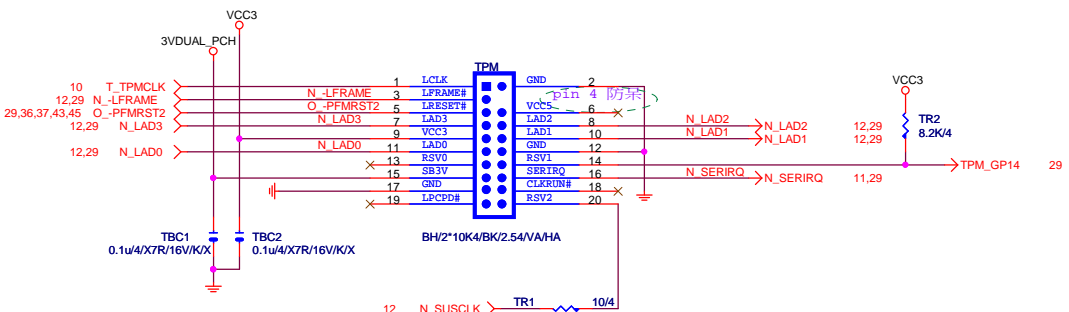 VCC3
3VDUAL_PCH
TPM
VCC3
10 T_TPMCLK 1 LCLK GND 2
12,29 N_-LFRAME N_-LFRAME 3 LFRAME# pin 4 防呆
29,36,37,43,45 O_-PFMRST2 O_-PFMRST2 5 LRESET# VCC5 6
12,29 N_LAD3 N_LAD3 7 LAD3 LAD2 8 N_LAD2 N_LAD2 12,29
9 VCC3 LAD1 10 N_LAD1 N_LAD1 12,29
12,29 N_LAD0 N_LAD0 11 LAD0 GND 12
13 RSV0 RSV1 14 TPM_GP14 29
15 SB3V SERIRQ 16 N_SERIRQ N_SERIRQ 11,29
17 GND CLKRUN# 18
19 LPCPD# RSV2 20
TR2
8.2K/4
BH/2*10K4/BK/2.54/VA/HA
TBC1
0.1u/4/X7R/16V/K/X
TBC2
0.1u/4/X7R/16V/K/X
12 N_SUSCLK TR1 10/4